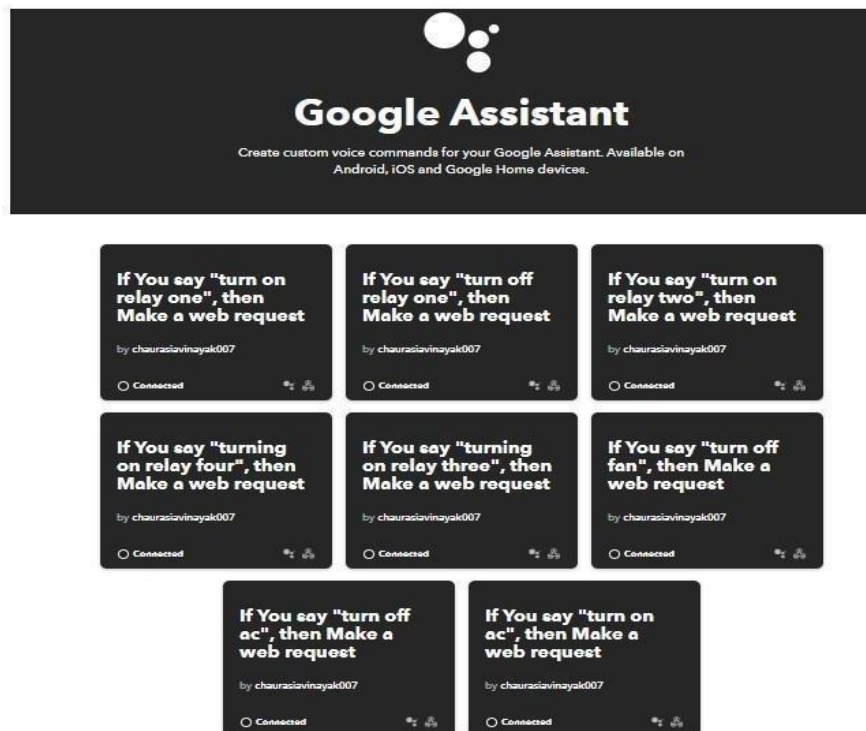 Google Assistant
Create custom voice commands for your Google Assistant. Available on
Android, iOS and Google Home devices.
If You say "turn on
relay one", then
Make a web request
by chaurasiavinayak007
Connected
If You say "turn off
relay one", then
Make a web request
by chaurasiavinayak007
Connected
If You say "turn on
relay two", then
Make a web request
by chaurasiavinayak007
Connected
If You say "turning
on relay four", then
Make a web request
by chaurasiavinayak007
Connected
If You say "turning
on relay three", then
Make a web request
by chaurasiavinayak007
Connected
If You say "turn off
fan", then Make a
web request
by chaurasiavinayak007
Connected
If You say "turn off
ac", then Make a
web request
by chaurasiavinayak007
Connected
If You say "turn on
ac", then Make a
web request
by chaurasiavinayak007
Connected